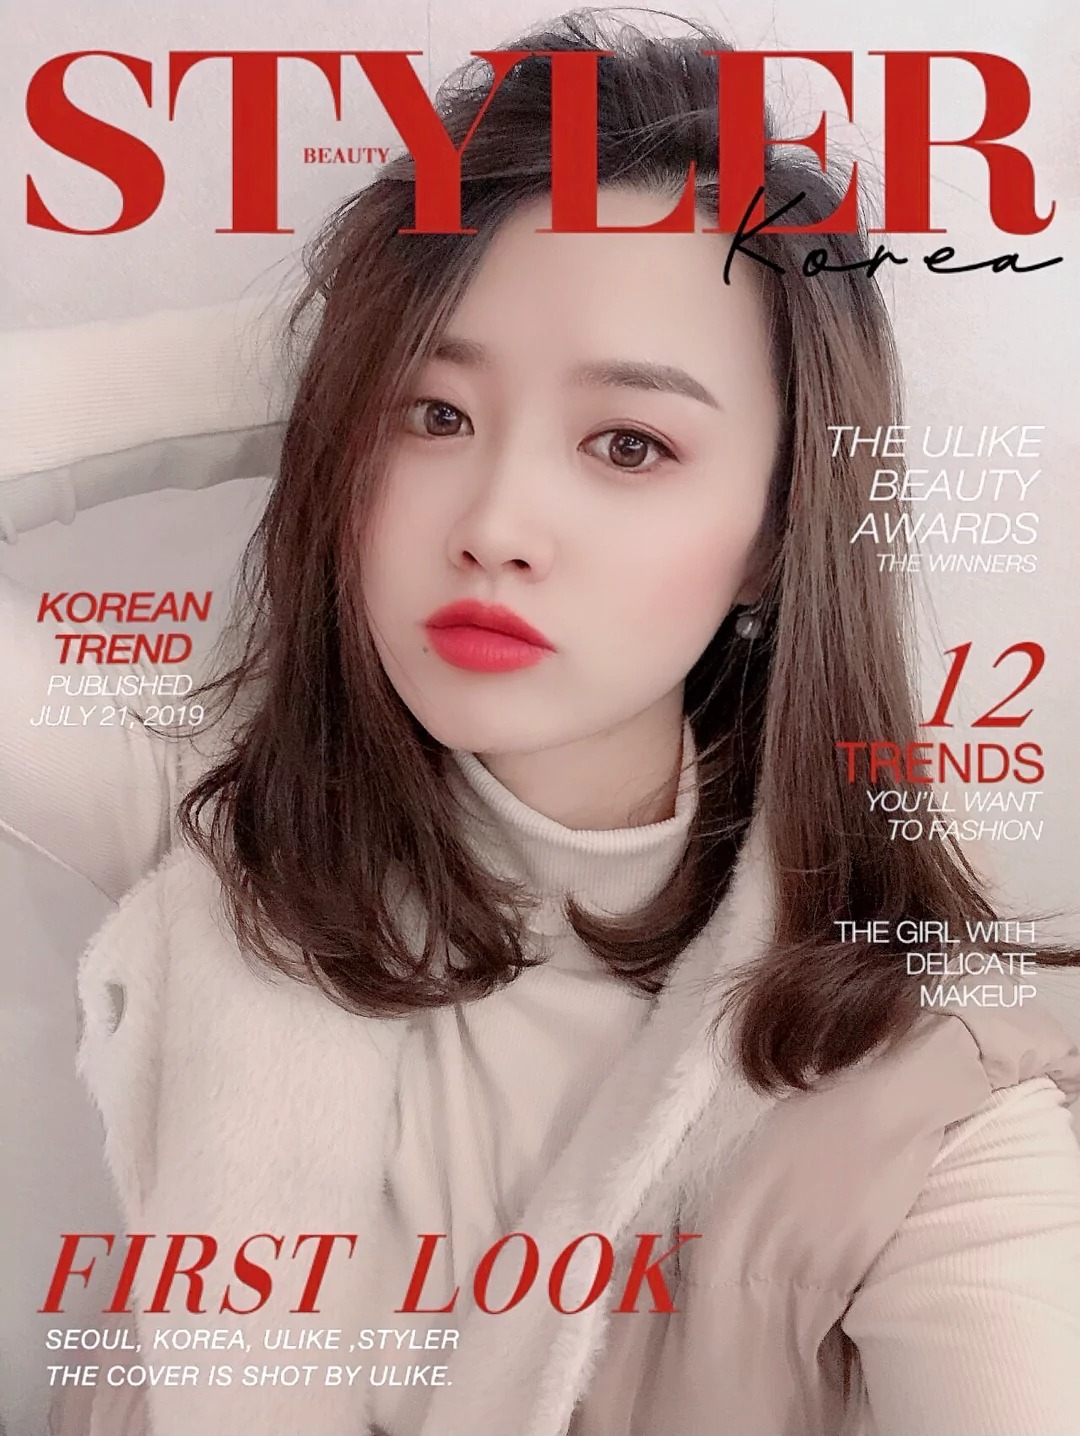 STYLER
BEAUTY
Korea
THE ULIKE
BEAUTY
AWARDS
THE WINNERS
KOREAN
TREND
PUBLISHED
JULY 21, 2019
12
TRENDS
YOU'LL WANT
TO FASHION
THE GIRL WITH
DELICATE
MAKEUP
FIRST LOOK
SEOUL, KOREA, ULIKE ,STYLER
THE COVER IS SHOT BY ULIKE.